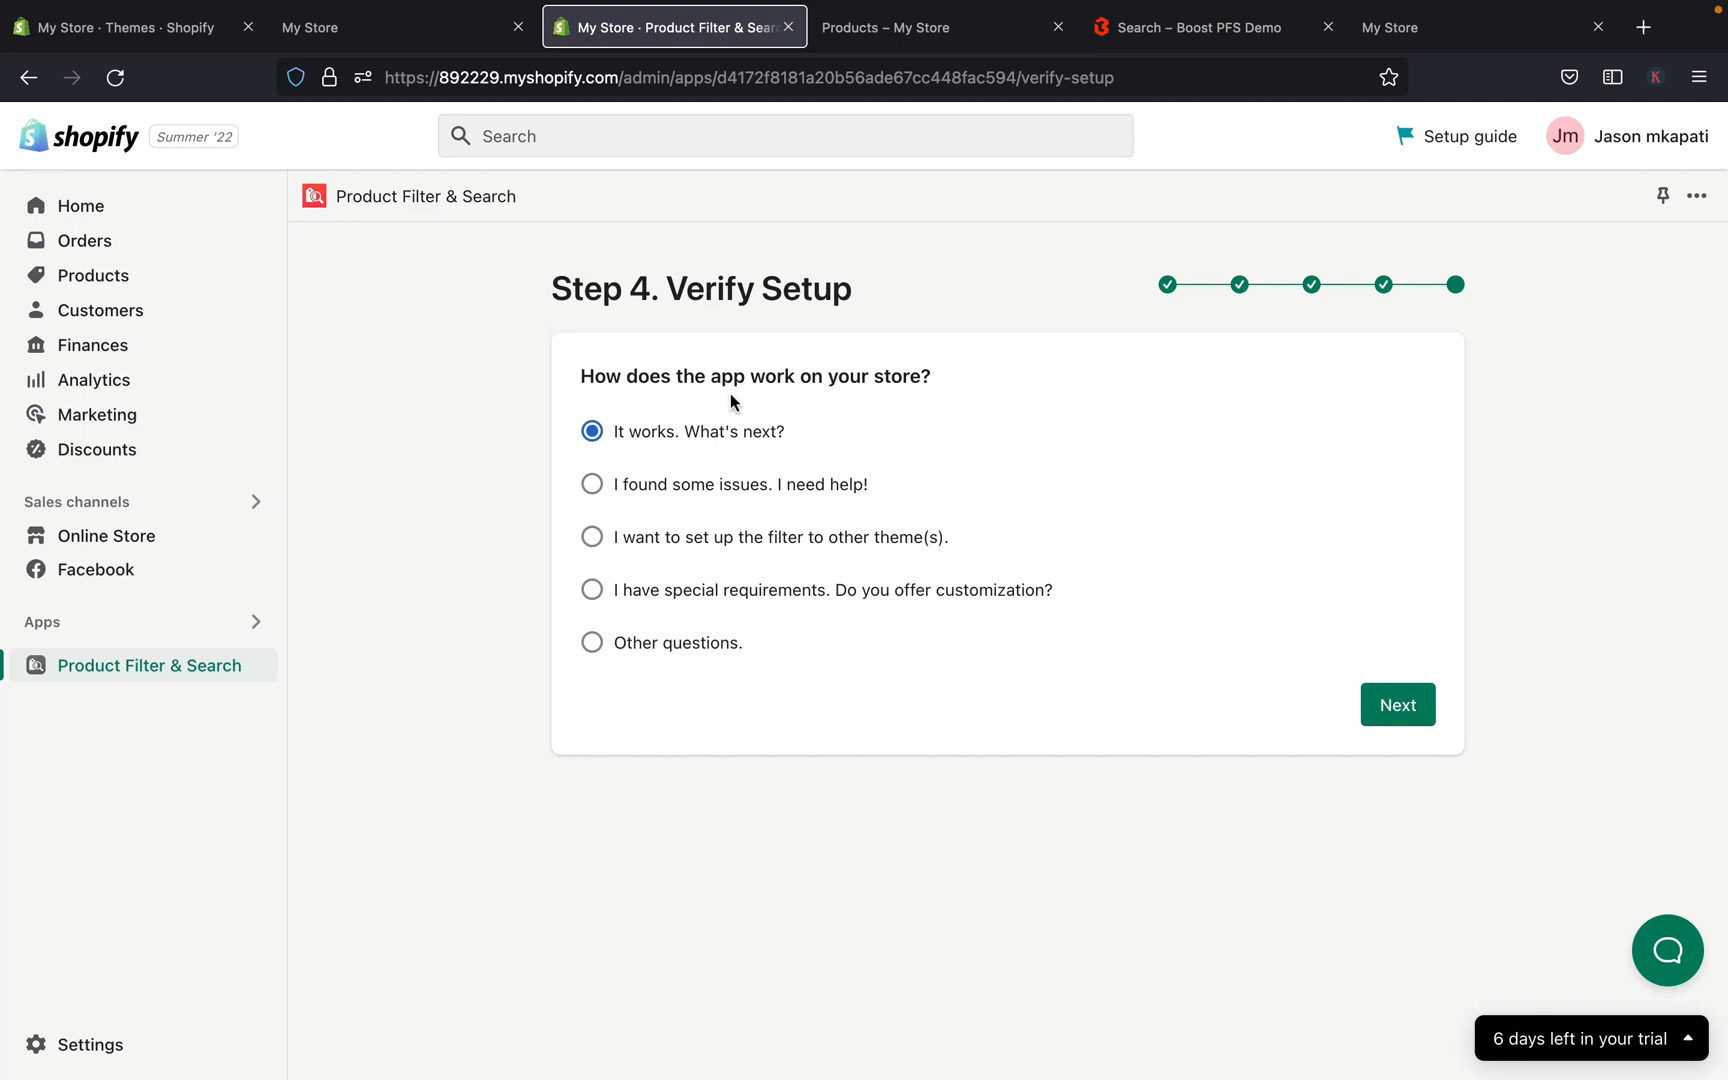 My Store · Themes · Shopify
My Store
My Store · Product Filter & Sear
Products – My Store
Search – Boost PFS Demo
My Store
https://892229.myshopify.com/admin/apps/d4172f8181a20b56ade67cc448fac594/verify-setup
K
shopify
Summer '22
Search
Setup guide
Jm
Jason mkapati
Home
Orders
Products
Customers
Finances
Analytics
Marketing
Discounts
Sales channels
Online Store
Facebook
Apps
Product Filter & Search
Settings
Product Filter & Search
Step 4. Verify Setup
How does the app work on your store?
It works. What's next?
I found some issues. I need help!
I want to set up the filter to other theme(s).
I have special requirements. Do you offer customization?
Other questions.
Next
6 days left in your trial